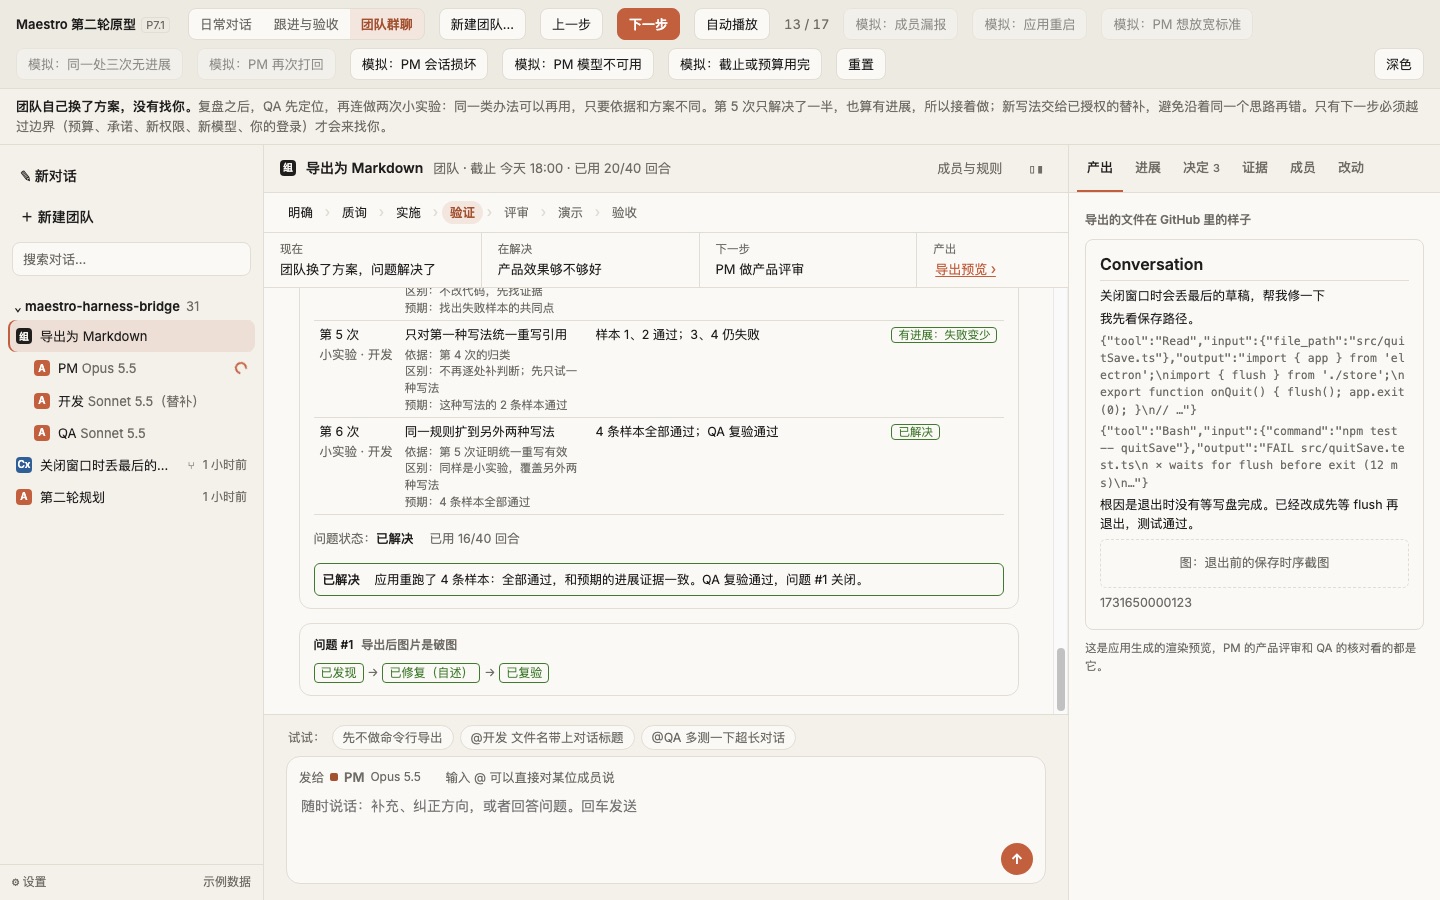 Maestro 第二轮原型 P7.1 日常对话 跟进与验收 团队群聊 新建团队... 上一步 下一步 自动播放 13 / 17 模拟：成员漏报 模拟：应用重启 模拟：PM 想放宽标准
模拟：同一处三次无进展 模拟：PM 再次打回 模拟：PM 会话损坏 模拟：PM 模型不可用 模拟：截止或预算用完 重置 深色
团队自己换了方案，没有找你。复盘之后，QA 先定位，再连做两次小实验：同一类办法可以再用，只要依据和方案不同。第 5 次只解决了一半，也算有进展，所以接着做；新写法交给已授权的替补，避免沿着同一个思路再错。只有下一步必须越
过边界（预算、承诺、新权限、新模型、你的登录）才会来找你。
✎ 新对话
＋ 新建团队
搜索对话...
maestro-harness-bridge 31
组 导出为 Markdown
A PM Opus 5.5
A 开发 Sonnet 5.5（替补）
A QA Sonnet 5.5
Cx 关闭窗口时丢最后的... 1 小时前
A 第二轮规划 1 小时前
⚙ 设置 示例数据
组 导出为 Markdown 团队 · 截止 今天 18:00 · 已用 20/40 回合 成员与规则
明确 › 质询 › 实施 › 验证 › 评审 › 演示 › 验收
现在 在解决 下一步 产出
团队换了方案，问题解决了 产品效果够不够好 PM 做产品评审 导出预览 ›
区别：不改代码，先找证据
预期：找出失败样本的共同点
第 5 次 只对第一种写法统一重写引用 样本 1、2 通过；3、4 仍失败 有进展：失败变少
小实验 · 开发 依据：第 4 次的归类
区别：不再逐处补判断；先只试一
种写法
预期：这种写法的 2 条样本通过
第 6 次 同一规则扩到另外两种写法 4 条样本全部通过；QA 复验通过 已解决
小实验 · 开发 依据：第 5 次证明统一重写有效
区别：同样是小实验，覆盖另外两
种写法
预期：4 条样本全部通过
问题状态：已解决 已用 16/40 回合
已解决 应用重跑了 4 条样本：全部通过，和预期的进展证据一致。QA 复验通过，问题 #1 关闭。
问题 #1 导出后图片是破图
已发现 → 已修复（自述） → 已复验
试试： 先不做命令行导出 @开发 文件名带上对话标题 @QA 多测一下超长对话
发给 PM Opus 5.5 输入 @ 可以直接对某位成员说
随时说话：补充、纠正方向，或者回答问题。回车发送
产出 进展 决定 3 证据 成员 改动
导出的文件在 GitHub 里的样子
Conversation
关闭窗口时会丢最后的草稿，帮我修一下
我先看保存路径。
{"tool":"Read","input":{"file_path":"src/qui
tSave.ts"},"output":"import { app } from 'el
ectron';\nimport { flush } from './store';\n
export function onQuit() { flush(); app.exit
(0); }\n// …"}
{"tool":"Bash","input":{"command":"npm test
—— quitSave"},"output":"FAIL src/quitSave.te
st.ts\n × waits for flush before exit (12 m
s)\n…"}
根因是退出时没有等写盘完成。已经改成先等 flush 再
退出，测试通过。
图：退出前的保存时序截图
1731650000123
这是应用生成的渲染预览，PM 的产品评审和 QA 的核对看的都是
它。